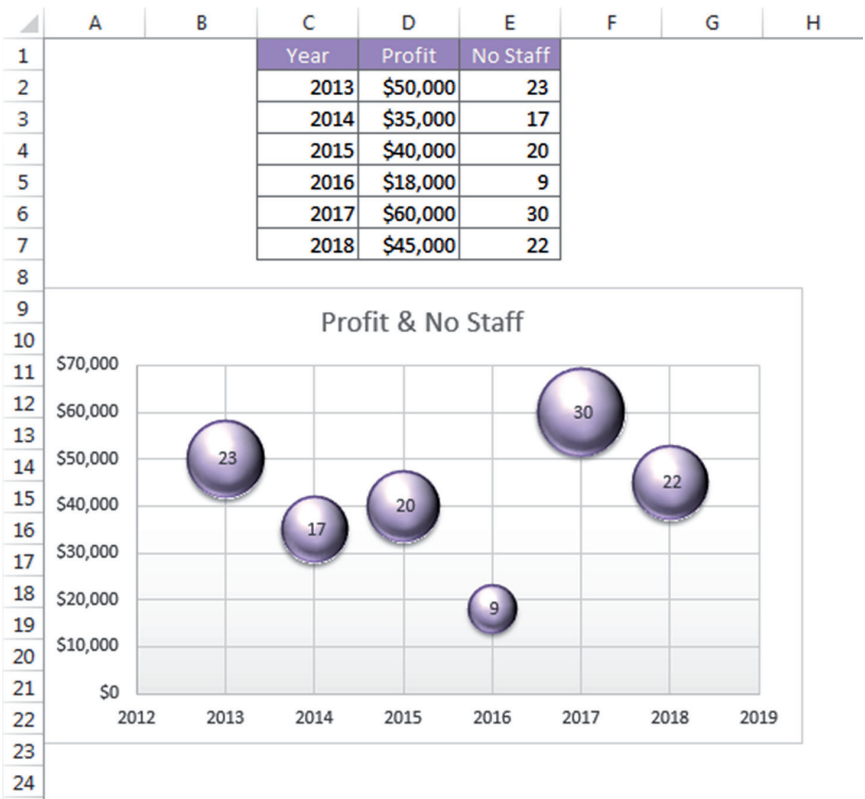 A B C D E F G H
1 Year Profit No Staff
2 2013 $50,000 23
3 2014 $35,000 17
4 2015 $40,000 20
5 2016 $18,000 9
6 2017 $60,000 30
7 2018 $45,000 22
8
9
Profit & No Staff
10
11 $70,000
12 $60,000 30
13
14 $50,000 23 22
15 $40,000 20
16 17
17 $30,000
18 $20,000 9
19
20 $10,000
21 $0
22 2012 2013 2014 2015 2016 2017 2018 2019
23
24